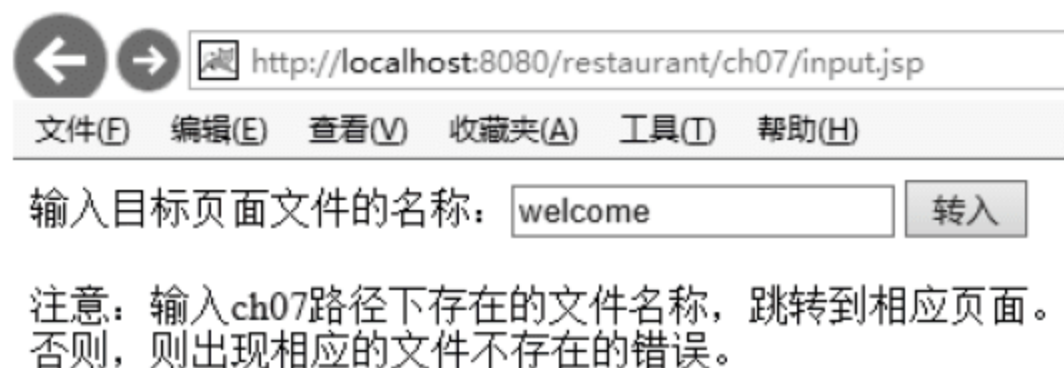 http://localhost:8080/restaurant/ch07/input.jsp
文件(F) 编辑(E) 查看(V) 收藏夹(A) 工具(T) 帮助(H)
输入目标页面文件的名称： welcome 转入
注意：输入ch07路径下存在的文件名称，跳转到相应页面。
否则，则出现相应的文件不存在的错误。